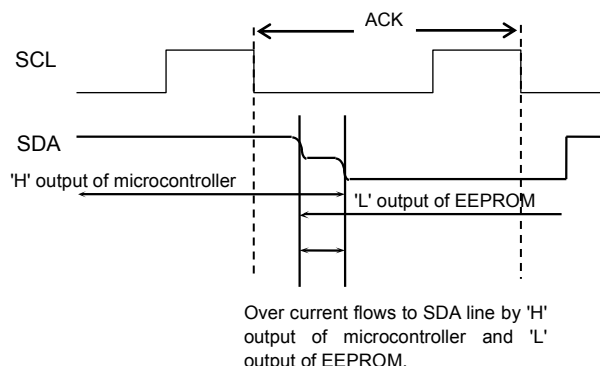 ACK
SCL
SDA
'H' output of microcontroller
'L' output of EEPROM
Over current flows to SDA line by 'H'
output of microcontroller and 'L'
output of EEPROM.